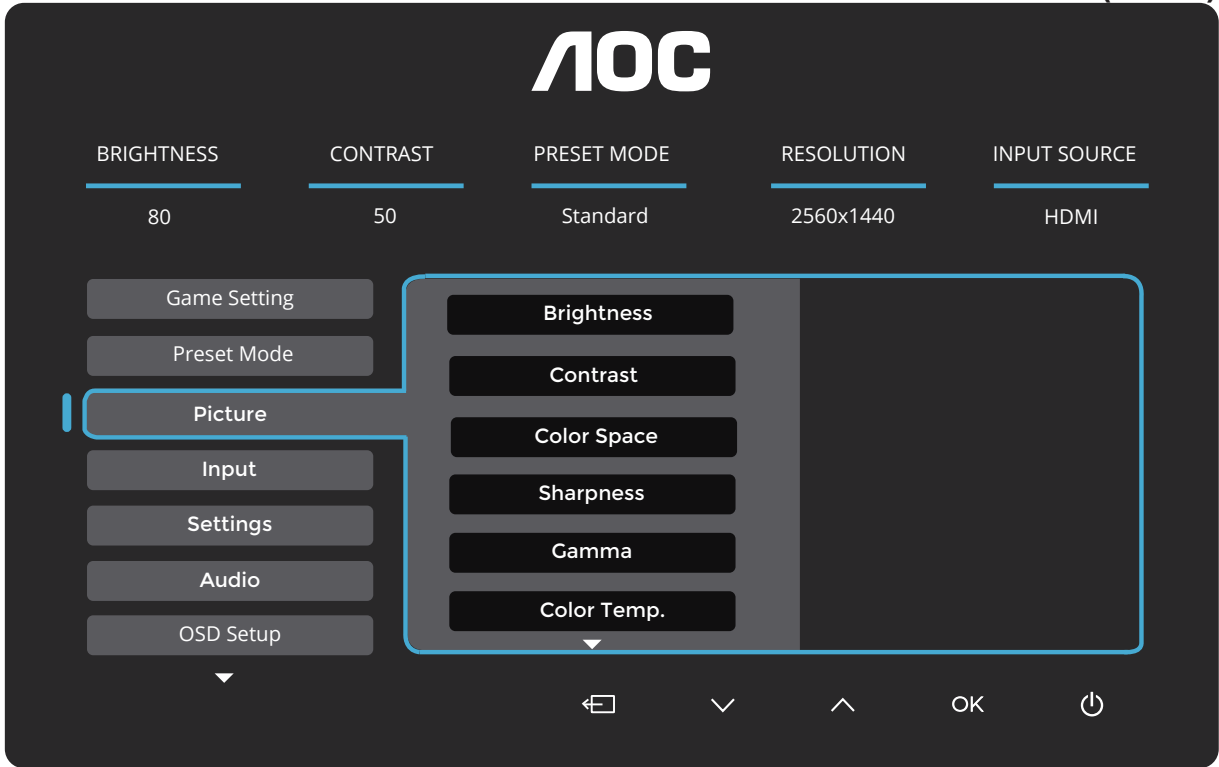 AOC
BRIGHTNESS CONTRAST PRESET MODE RESOLUTION INPUT SOURCE
80 50 Standard 2560x1440 HDMI
Game Setting
Preset Mode
Picture
Input
Settings
Audio
OSD Setup
Brightness
Contrast
Color Space
Sharpness
Gamma
Color Temp.
OK